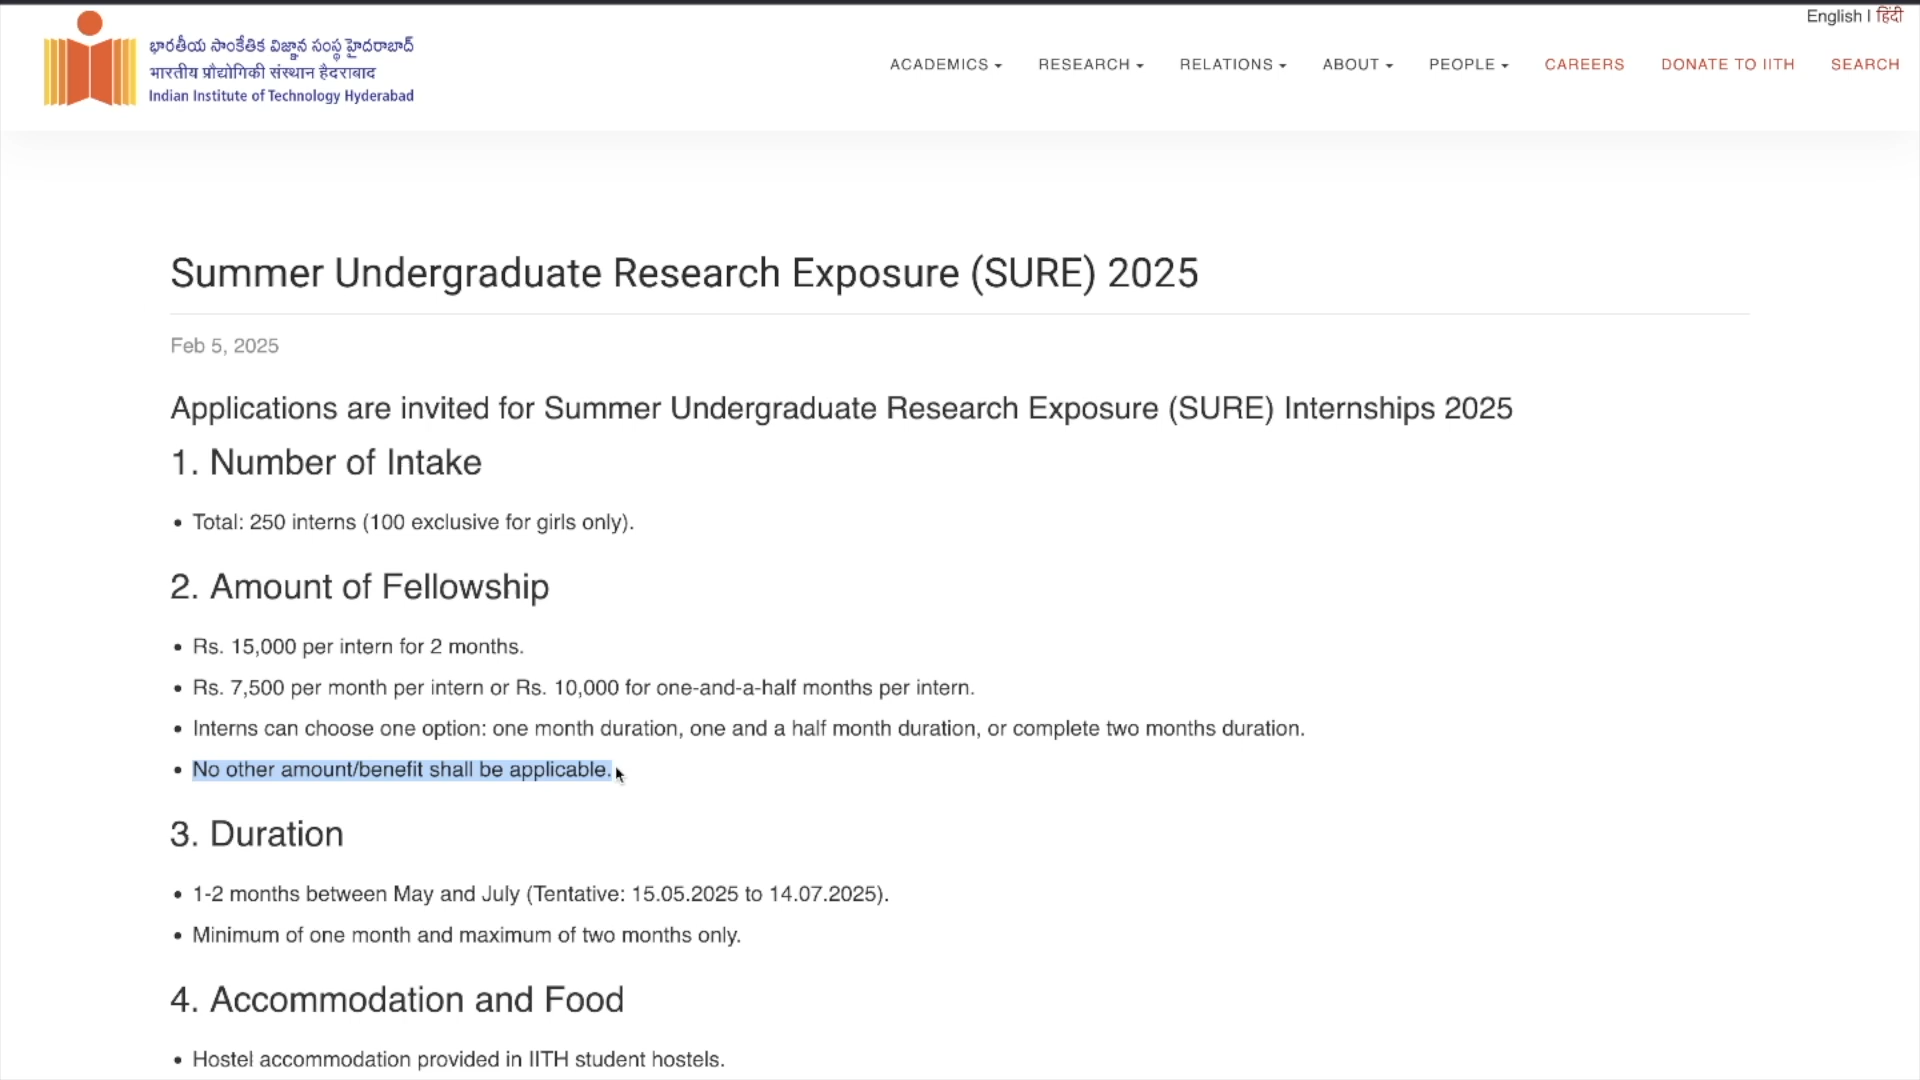 English | हिंदी
భారతీయ సాంకేతిక విజ్ఞాన సంస్థ హైదరాబాద్
भारतीय प्रौद्योगिकी संस्थान हैदराबाद
Indian Institute of Technology Hyderabad
ACADEMICS RESEARCH RELATIONS ABOUT PEOPLE CAREERS DONATE TO IITH SEARCH
Summer Undergraduate Research Exposure (SURE) 2025
Feb 5, 2025
Applications are invited for Summer Undergraduate Research Exposure (SURE) Internships 2025
1. Number of Intake
• Total: 250 interns (100 exclusive for girls only).
2. Amount of Fellowship
• Rs. 15,000 per intern for 2 months.
• Rs. 7,500 per month per intern or Rs. 10,000 for one-and-a-half months per intern.
• Interns can choose one option: one month duration, one and a half month duration, or complete two months duration.
• No other amount/benefit shall be applicable.
3. Duration
• 1-2 months between May and July (Tentative: 15.05.2025 to 14.07.2025).
• Minimum of one month and maximum of two months only.
4. Accommodation and Food
• Hostel accommodation provided in IITH student hostels.